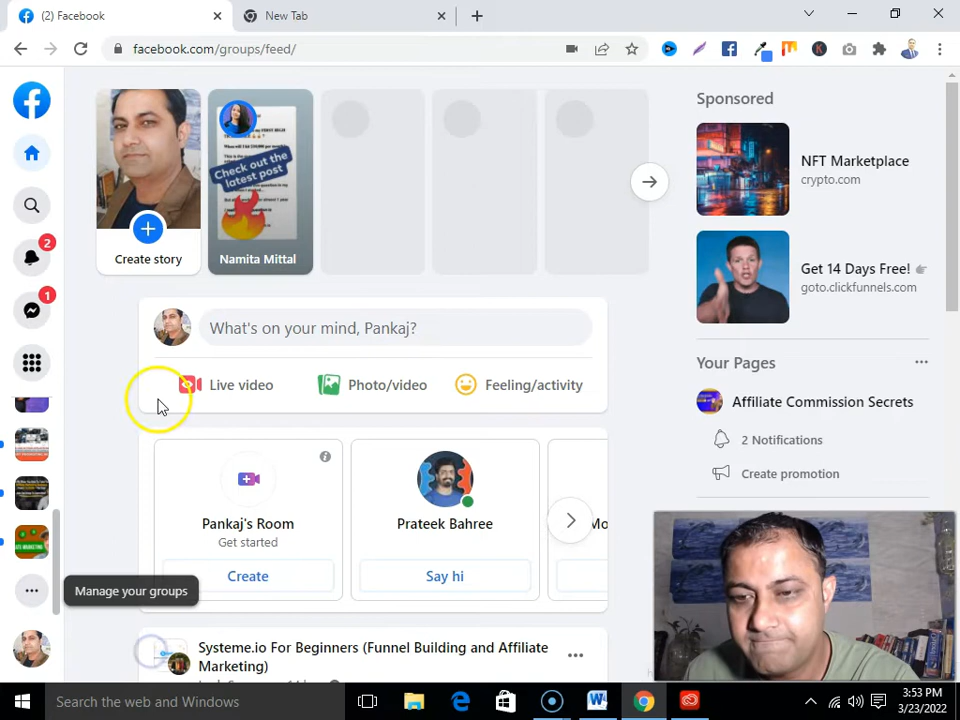 (2) Facebook
New Tab
facebook.com/groups/feed/
Create story
Check out the
latest post
Namita Mittal
Sponsored
NFT Marketplace
crypto.com
Get 14 Days Free!
goto.clickfunnels.com
What's on your mind, Pankaj?
Live video
Photo/video
Feeling/activity
Your Pages
Affiliate Commission Secrets
2 Notifications
Create promotion
2
1
Pankaj's Room
Get started
Create
Prateek Bahree
Say hi
Mo
Manage your groups
Systeme.io For Beginners (Funnel Building and Affiliate
Marketing)
Search the web and Windows
3:53 PM
3/23/2022